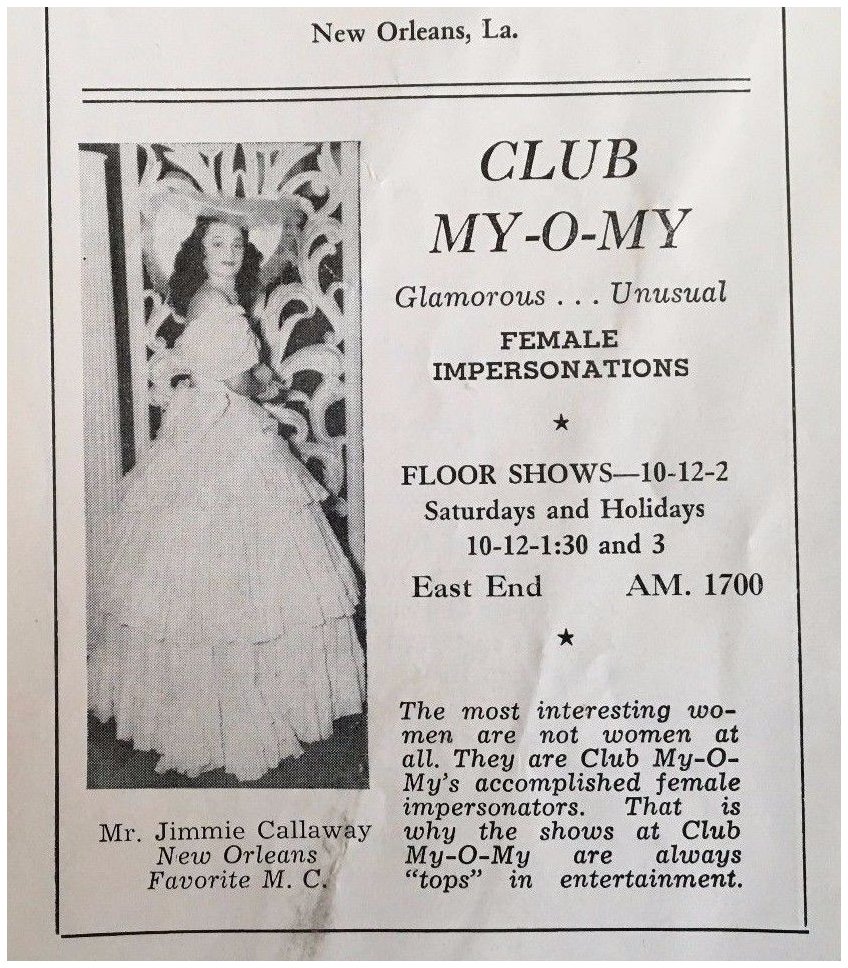 New Orleans, La.
CLUB
MY-O-MY
Glamorous . . . Unusual
FEMALE
IMPERSONATIONS
★
FLOOR SHOWS—10-12-2
Saturdays and Holidays
10-12-1:30 and 3
East End AM. 1700
★
The most interesting wo-
men are not women at
all. They are Club My-O-
My's accomplished female
impersonators. That is
why the shows at Club
My-O-My are always
"tops" in entertainment.
Mr. Jimmie Callaway
New Orleans
Favorite M. C.